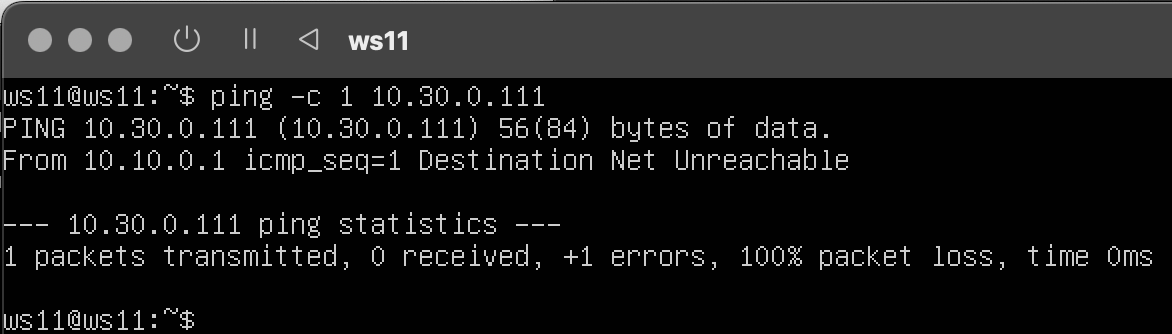 ws11
ws11@ws11:~$ ping -c 1 10.30.0.111
PING 10.30.0.111 (10.30.0.111) 56(84) bytes of data.
From 10.10.0.1 icmp_seq=1 Destination Net Unreachable
--- 10.30.0.111 ping statistics ---
1 packets transmitted, 0 received, +1 errors, 100% packet loss, time 0ms
ws11@ws11:~$